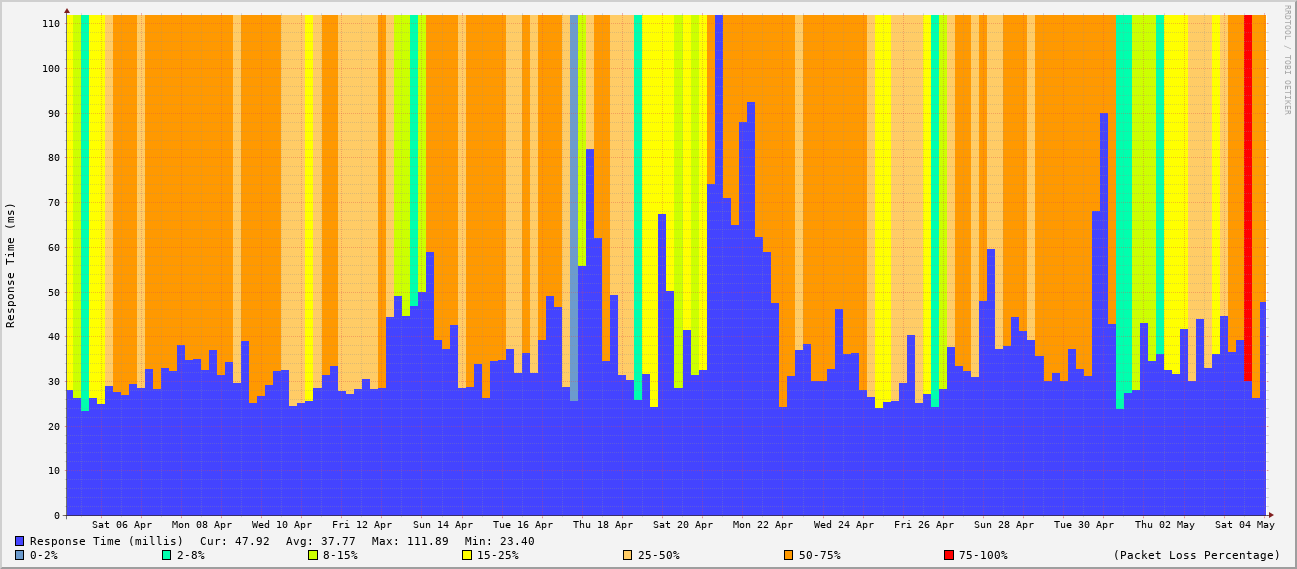 RRDTOOL / TOBI OETIKER
Response Time (ms)
110
100
90
80
70
60
50
40
30
20
10
0
Sat 06 Apr Mon 08 Apr Wed 10 Apr Fri 12 Apr Sun 14 Apr Tue 16 Apr Thu 18 Apr Sat 20 Apr Mon 22 Apr Wed 24 Apr Fri 26 Apr Sun 28 Apr Tue 30 Apr Thu 02 May Sat 04 May
Response Time (millis) Cur: 47.92 Avg: 37.77 Max: 111.89 Min: 23.40
0-2% 2-8% 8-15% 15-25% 25-50% 50-75% 75-100% (Packet Loss Percentage)